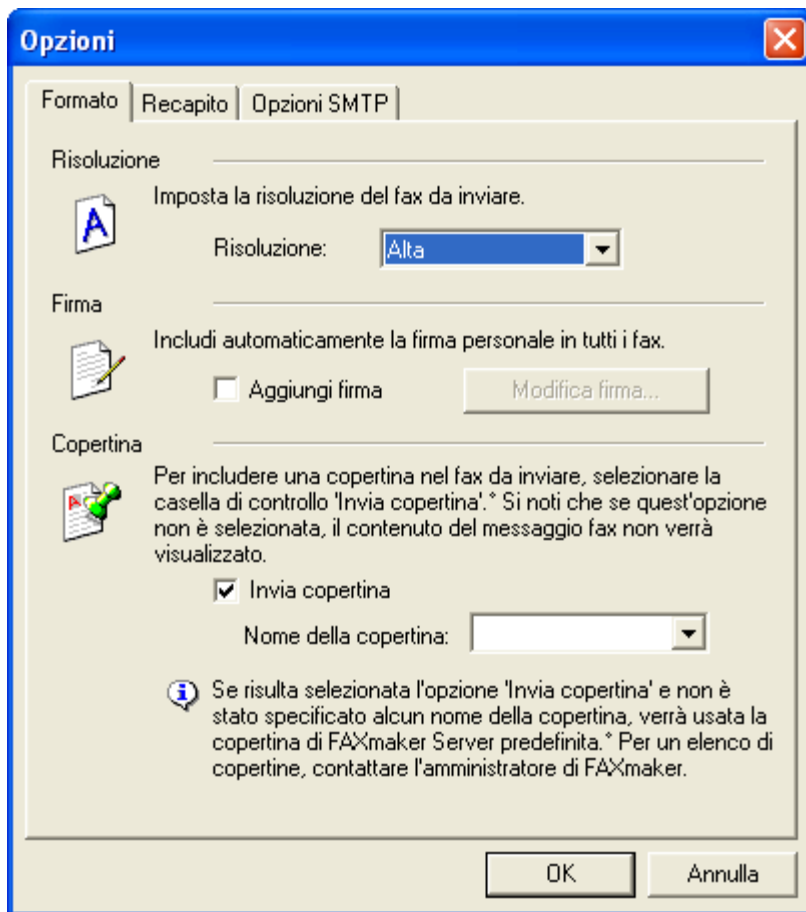 Opzioni
Formato Recapito Opzioni SMTP
Risoluzione
Imposta la risoluzione del fax da inviare.
Risoluzione: Alta
Firma
Includi automaticamente la firma personale in tutti i fax.
Aggiungi firma Modifica firma...
Copertina
Per includere una copertina nel fax da inviare, selezionare la
casella di controllo 'Invia copertina'.* Si noti che se quest'opzione
non è selezionata, il contenuto del messaggio fax non verrà
visualizzato.
Invia copertina
Nome della copertina:
Se risulta selezionata l'opzione 'Invia copertina' e non è
stato specificato alcun nome della copertina, verrà usata la
copertina di FAXmaker Server predefinita.* Per un elenco di
copertine, contattare l'amministratore di FAXmaker.
OK Annulla